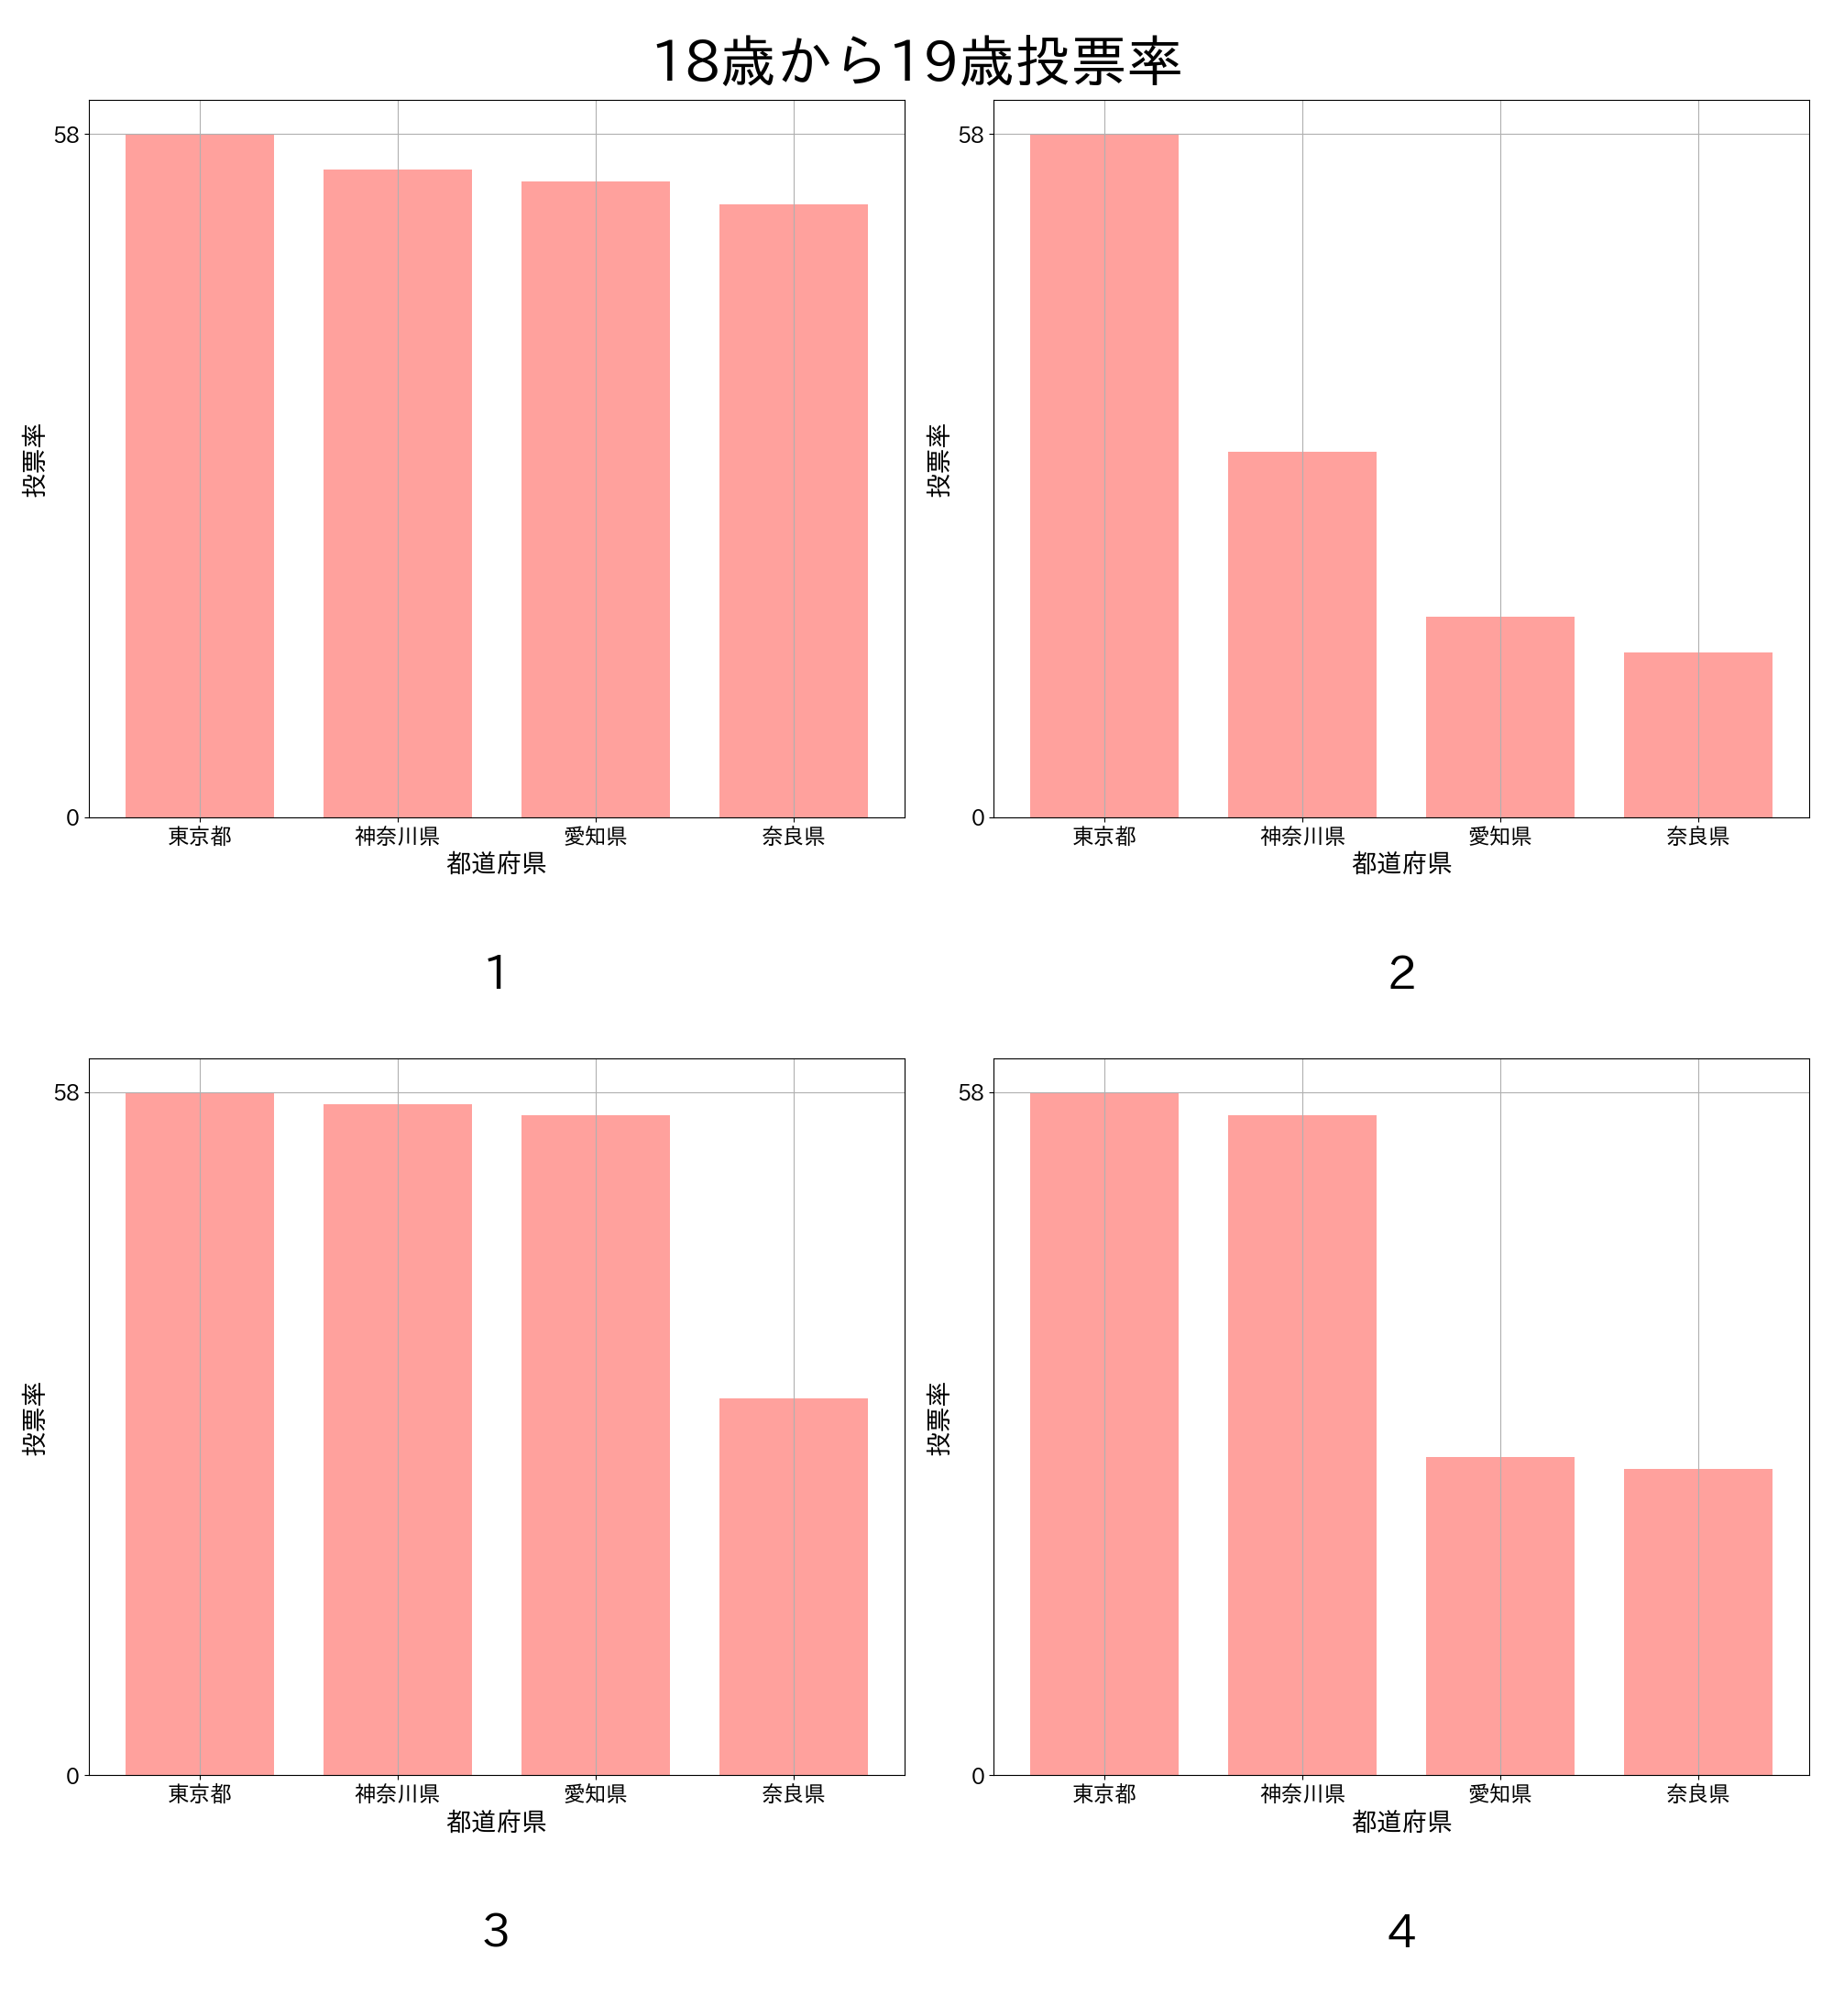 18歳から19歳投票率
58
0
投票率
東京都 神奈川県 愛知県 奈良県
都道府県
1
58
0
投票率
東京都 神奈川県 愛知県 奈良県
都道府県
2
58
0
投票率
東京都 神奈川県 愛知県 奈良県
都道府県
3
58
0
投票率
東京都 神奈川県 愛知県 奈良県
都道府県
4